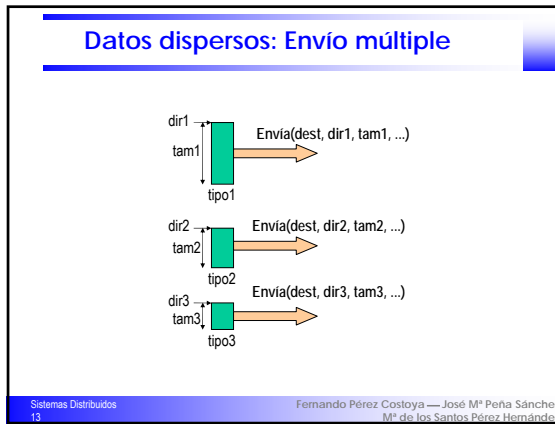 Datos dispersos: Envío múltiple
dir1
Envía(dest, dir1, tam1, ...)
tam1
tipo1
dir2
Envía(dest, dir2, tam2, ...)
tam2
tipo2
dir3
Envía(dest, dir3, tam3, ...)
tam3
tipo3
Sistemas Distribuidos
13
Fernando Pérez Costoya — José Mª Peña Sánche
Mª de los Santos Pérez Hernánde